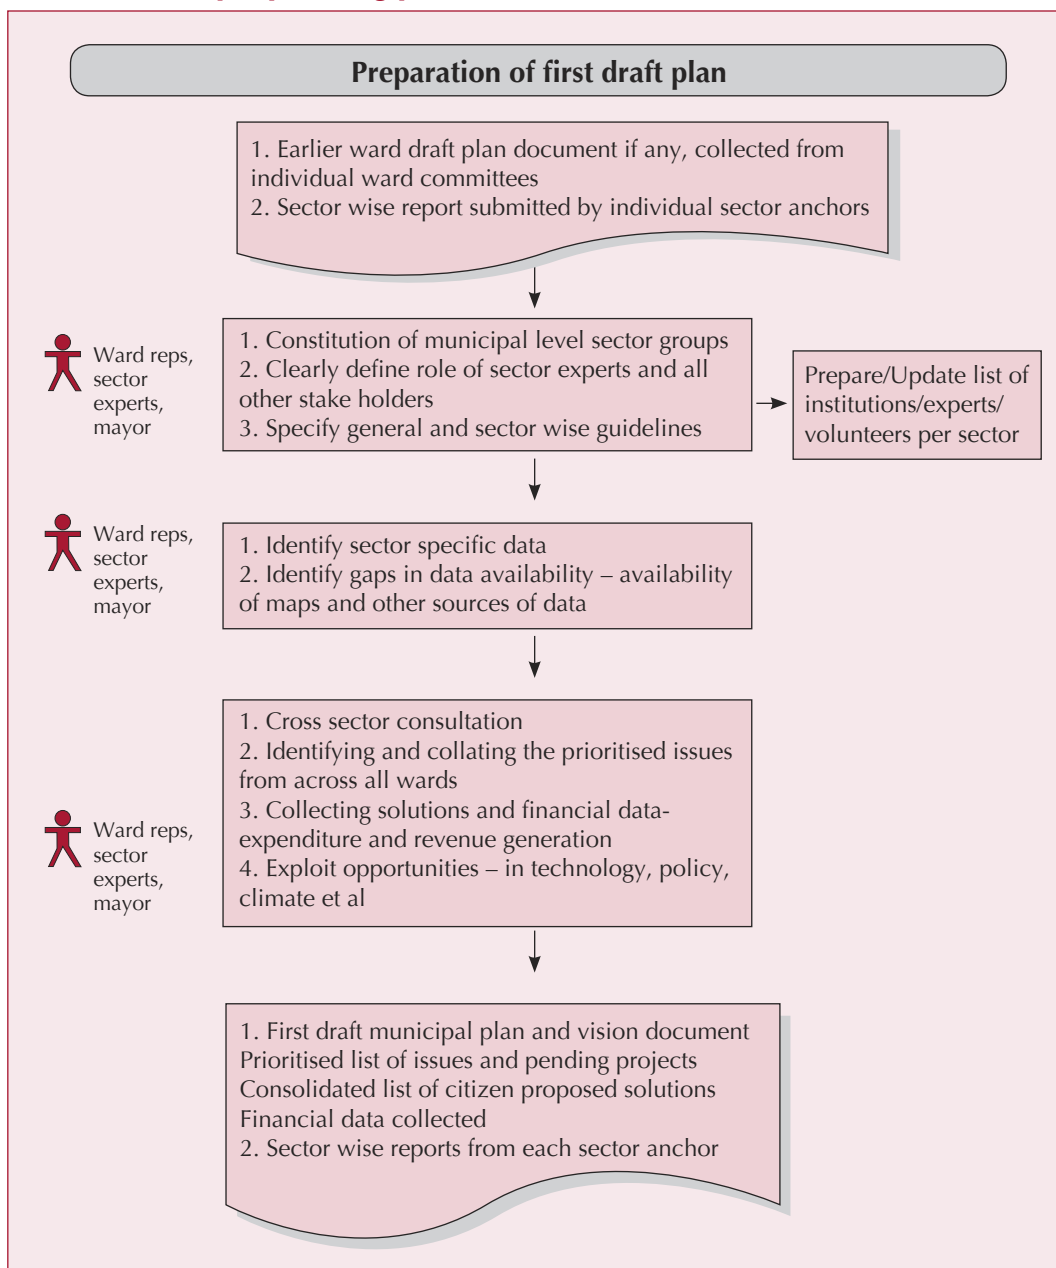 Preparation of first draft plan
1. Earlier ward draft plan document if any, collected from
individual ward committees
2. Sector wise report submitted by individual sector anchors
Ward reps,
sector
experts,
mayor
1. Constitution of municipal level sector groups
2. Clearly define role of sector experts and all
other stake holders
3. Specify general and sector wise guidelines
Prepare/Update list of
institutions/experts/
volunteers per sector
Ward reps,
sector
experts,
mayor
1. Identify sector specific data
2. Identify gaps in data availability – availability
of maps and other sources of data
Ward reps,
sector
experts,
mayor
1. Cross sector consultation
2. Identifying and collating the prioritised issues
from across all wards
3. Collecting solutions and financial data-
expenditure and revenue generation
4. Exploit opportunities – in technology, policy,
climate et al
1. First draft municipal plan and vision document
Prioritised list of issues and pending projects
Consolidated list of citizen proposed solutions
Financial data collected
2. Sector wise reports from each sector anchor